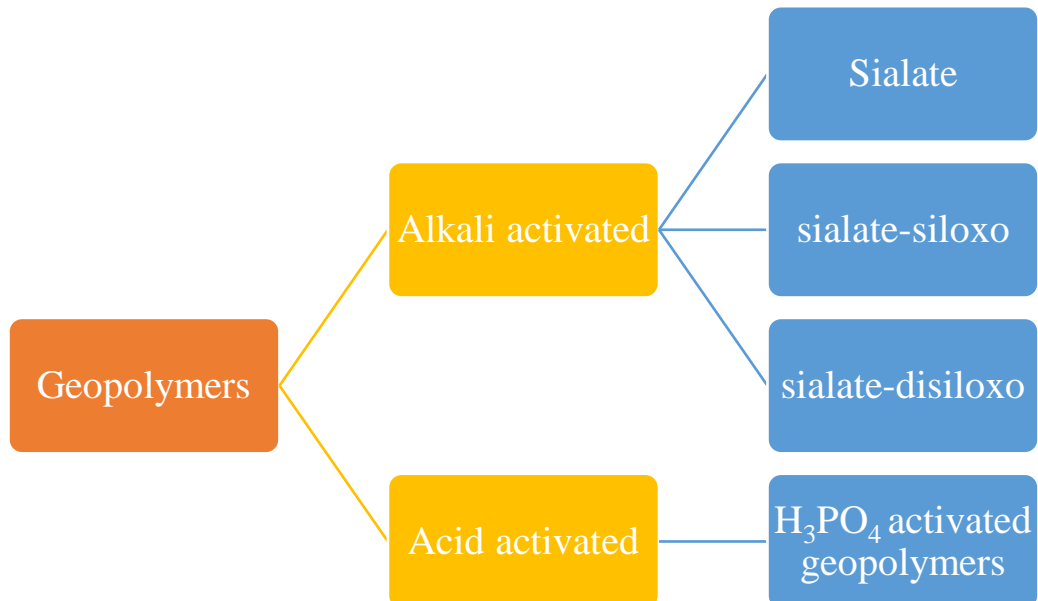 Geopolymers
Alkali activated
Sialate
sialate-siloxo
sialate-disiloxo
Acid activated
H₃PO₄ activated
geopolymers